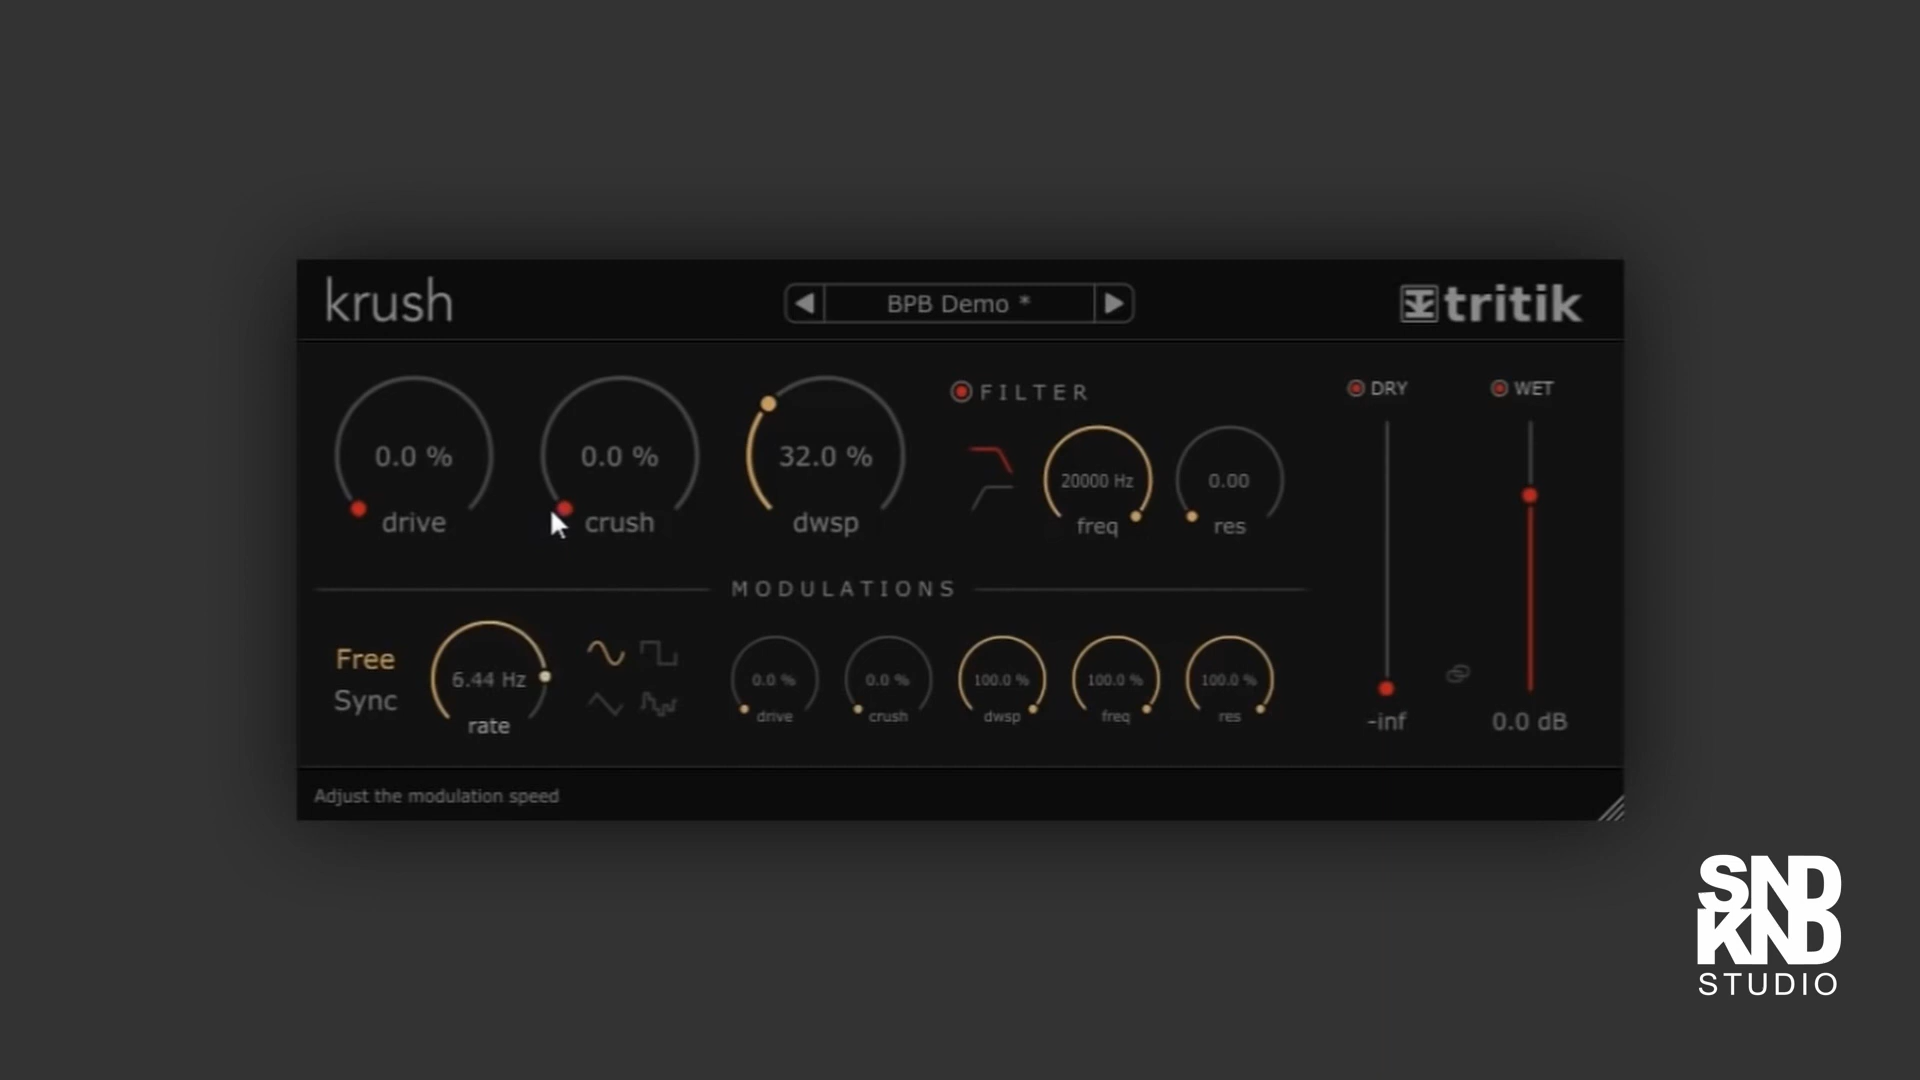 krush
BPB Demo *
tritik
0.0 %
drive
0.0 %
crush
32.0 %
dwsp
FILTER
20000 Hz
freq
0.00
res
DRY
-inf
WET
0.0 dB
MODULATIONS
Free
Sync
6.44 Hz
rate
0.0 %
drive
0.0 %
crush
100.0 %
dwsp
100.0 %
freq
100.0 %
res
Adjust the modulation speed
SND
KND
STUDIO